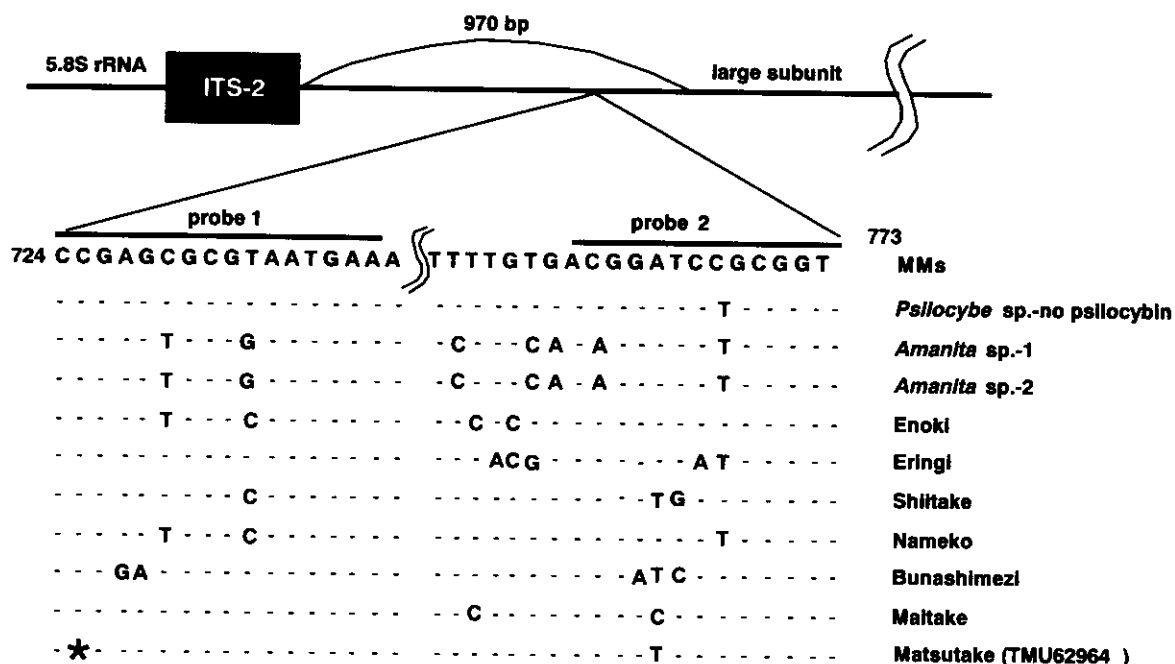 970 bp
5.8S rRNA
ITS-2
large subunit
probe 1
probe 2
724 CCGAGCGCGTAATGAAA TTTTGTGACGGATCCGCGGT 773 MMs
- - - - - - - - - - - - - - - - - - - - - - - - - - - - - - - - T - - - - - Psilocybe sp.-no psilocybin
- - - - - - T - - - G - - - - - - - - - C - - - C A - A - - - - - T - - - - - Amanita sp.-1
- - - - - - T - - - G - - - - - - - - - C - - - C A - A - - - - - T - - - - - Amanita sp.-2
- - - - - - T - - - C - - - - - - - - - - C - C - - - - - - - - - - - - - - - - Enoki
- - - - - - - - - - - - - - - - - - - - - A C G - - - - - - - - A T - - - - - Eringi
- - - - - - - - - C - - - - - - - - - - - - - - - - - - - T G - - - - - - - Shiitake
- - - - - - T - - - C - - - - - - - - - - - - - - - - - - - - - - T - - - - - Nameko
- - - G A - - - - - - - - - - - - - - - - - - - - - - - - A T C - - - - - - - Bunashimezi
- - - - - - - - - - - - - - - - - - - - - C - - - - - - - - - C - - - - - - - Maitake
- * - - - - - - - - - - - - - - - - - - - - - - - - - - - - - T - - - - - - - Matsutake (TMU62964 )